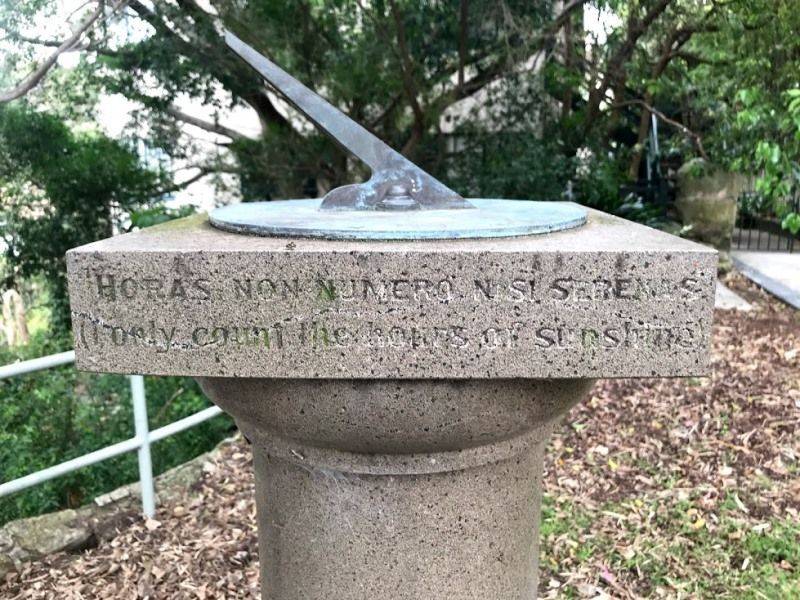 HORAS NON NUMERO NISI SERENAS
(I only count the hours of sunshine)